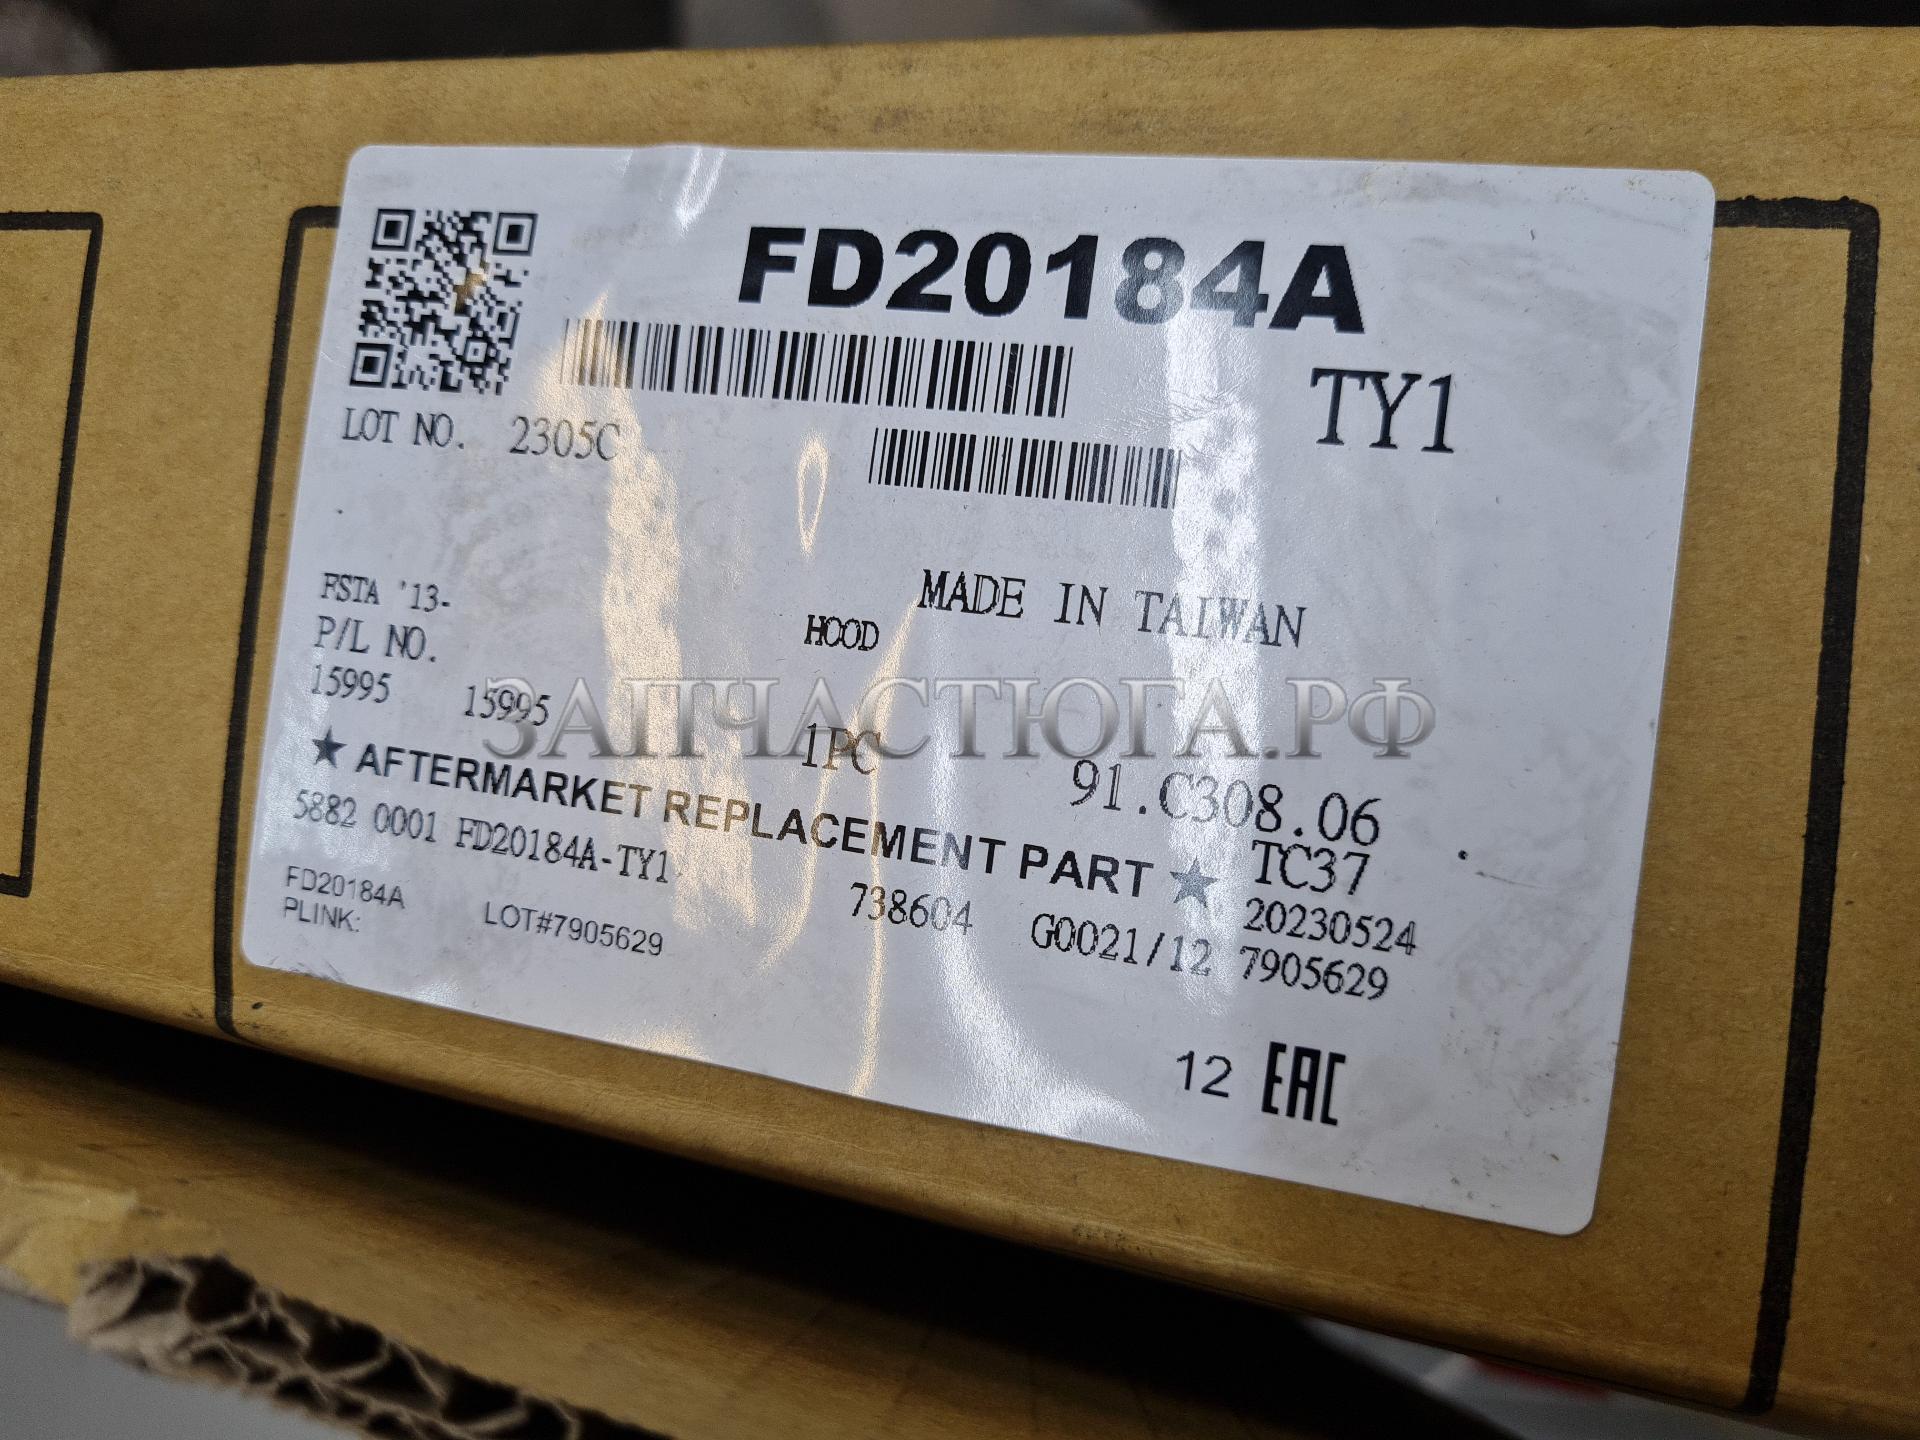 FD20184A
TY1
LOT NO. 2305C
MADE IN TAIWAN
FSTA '13-
HOOD
P/L NO.
15995 15995
1PC
91.C308.06
ЗАПЧАСТЮГА.РФ
★ AFTERMARKET REPLACEMENT PART ★
TC37
5882 0001 FD20184A-TY1
738604
20230524
G0021/12 7905629
FD20184A
LOT#7905629
PLINK:
12 EAC